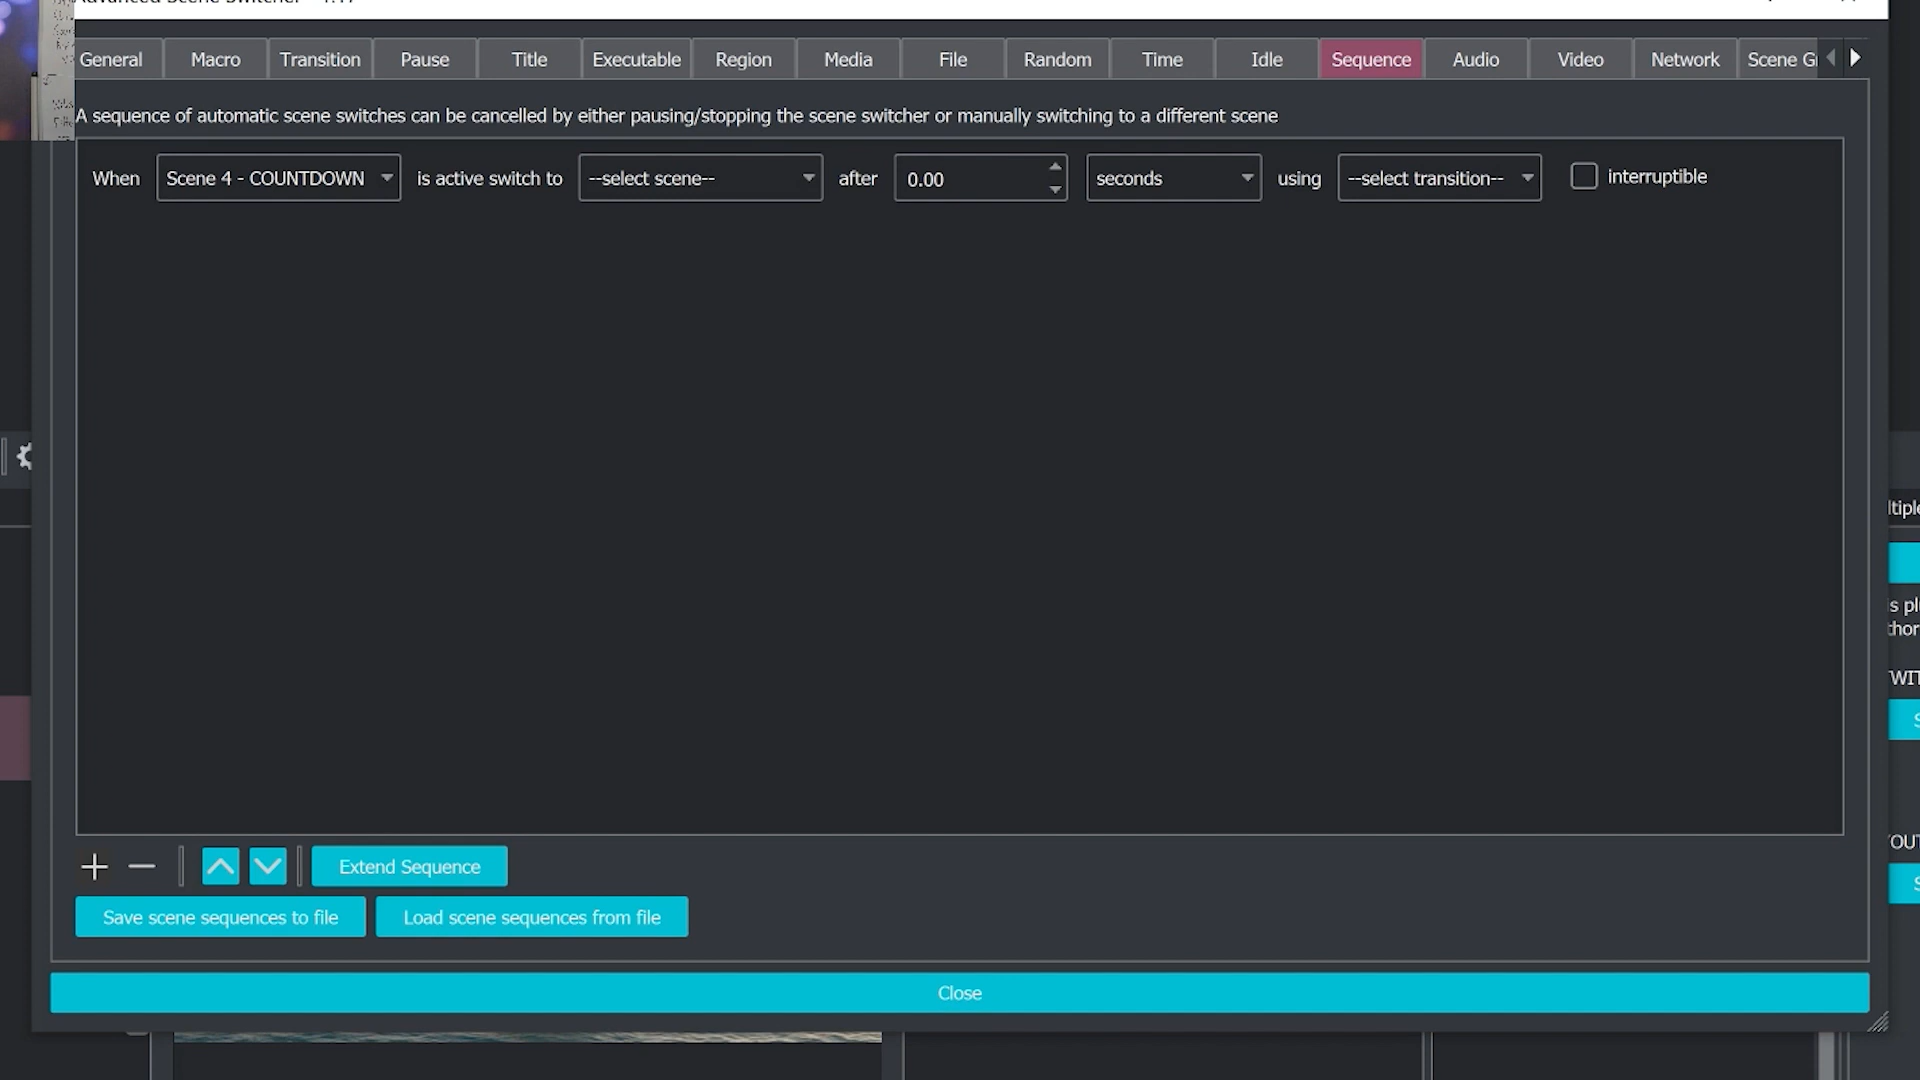 Advanced Scene Switcher
General Macro Transition Pause Title Executable Region Media File Random Time Idle Sequence Audio Video Network Scene G
A sequence of automatic scene switches can be cancelled by either pausing/stopping the scene switcher or manually switching to a different scene
When Scene 4 - COUNTDOWN is active switch to --select scene-- after 0.00 seconds using --select transition-- interruptible
Extend Sequence
Save scene sequences to file Load scene sequences from file
Close